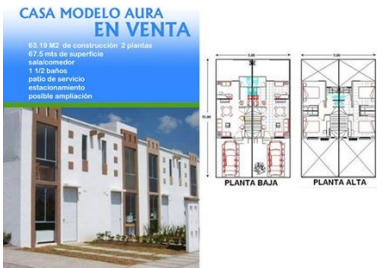 CASA MODELO AURA
EN VENTA
63.19 M2 de construcción 2 plantas
67.5 mts de superficie
sala/comedor
1 1/2 baños
patio de servicio
estacionamiento
posible ampliación
PLANTA BAJA
PLANTA ALTA